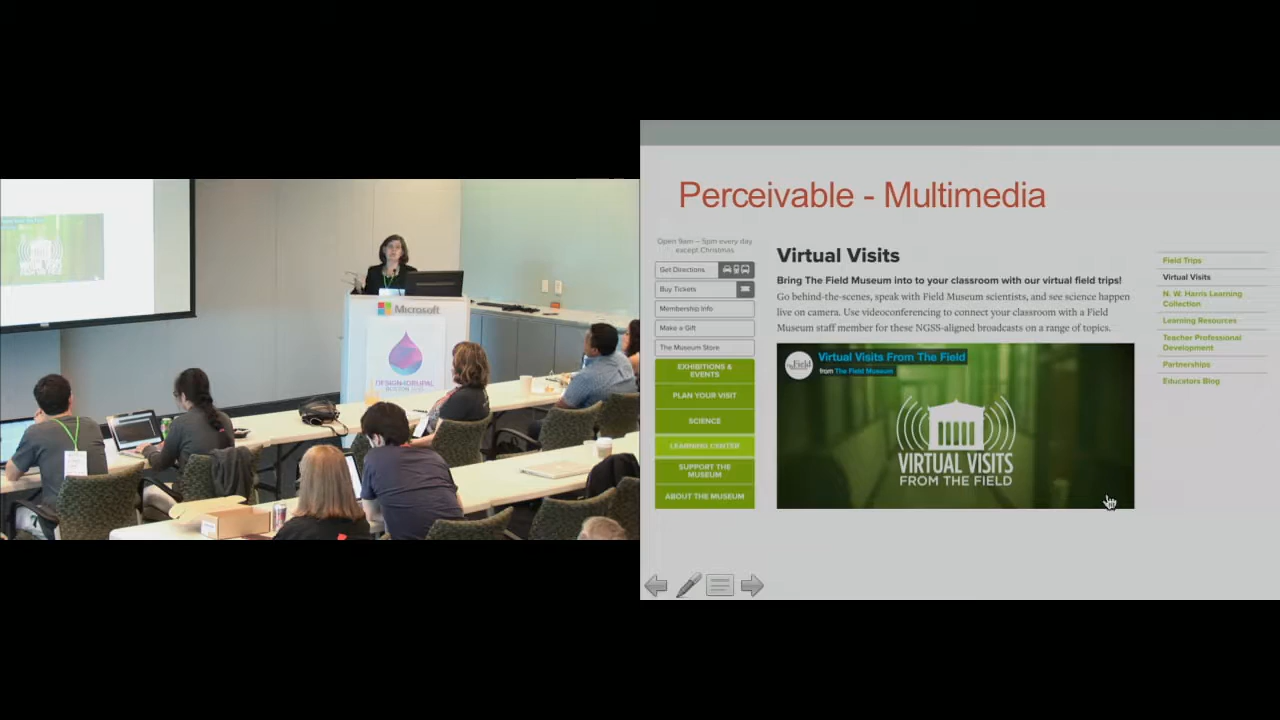 Microsoft
DESIGN4DRUPAL
Perceivable - Multimedia
Open 9am – 5pm every day
except Christmas
Get Directions
Buy Tickets
Membership Info
Make a Gift
The Museum Store
EXHIBITIONS &
EVENTS
PLAN YOUR VISIT
SCIENCE
LEARNING CENTER
SUPPORT THE
MUSEUM
ABOUT THE MUSEUM
Virtual Visits
Bring The Field Museum into to your classroom with our virtual field trips!
Go behind-the-scenes, speak with Field Museum scientists, and see science happen
live on camera. Use videoconferencing to connect your classroom with a Field
Museum staff member for these NGSS-aligned broadcasts on a range of topics.
The Field
Virtual Visits From The Field
from The Field Museum
VIRTUAL VISITS
FROM THE FIELD
Field Trips
Virtual Visits
N. W. Harris Learning
Collection
Learning Resources
Teacher Professional
Development
Partnerships
Educators Blog